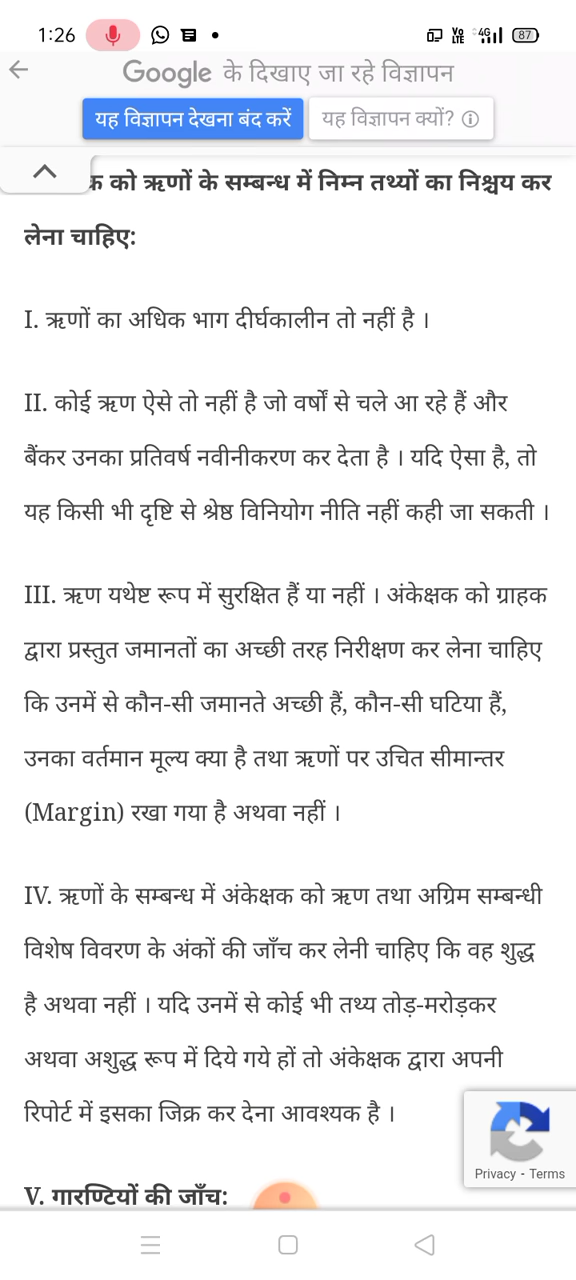 1:26
Vo LTE 4G 87
Google के दिखाए जा रहे विज्ञापन
यह विज्ञापन देखना बंद करें यह विज्ञापन क्यों?
को ऋणों के सम्बन्ध में निम्न तथ्यों का निश्चय कर
लेना चाहिए:
I. ऋणों का अधिक भाग दीर्घकालीन तो नहीं है ।
II. कोई ऋण ऐसे तो नहीं है जो वर्षों से चले आ रहे हैं और
बैंकर उनका प्रतिवर्ष नवीनीकरण कर देता है । यदि ऐसा है, तो
यह किसी भी दृष्टि से श्रेष्ठ विनियोग नीति नहीं कही जा सकती ।
III. ऋण यथेष्ट रूप में सुरक्षित हैं या नहीं । अंकेक्षक को ग्राहक
द्वारा प्रस्तुत जमानतों का अच्छी तरह निरीक्षण कर लेना चाहिए
कि उनमें से कौन-सी जमानते अच्छी हैं, कौन-सी घटिया हैं,
उनका वर्तमान मूल्य क्या है तथा ऋणों पर उचित सीमान्तर
(Margin) रखा गया है अथवा नहीं ।
IV. ऋणों के सम्बन्ध में अंकेक्षक को ऋण तथा अग्रिम सम्बन्धी
विशेष विवरण के अंकों की जाँच कर लेनी चाहिए कि वह शुद्ध
है अथवा नहीं । यदि उनमें से कोई भी तथ्य तोड़-मरोड़कर
अथवा अशुद्ध रूप में दिये गये हों तो अंकेक्षक द्वारा अपनी
रिपोर्ट में इसका जिक्र कर देना आवश्यक है ।
Privacy - Terms
V. गारण्टियों की जाँच: